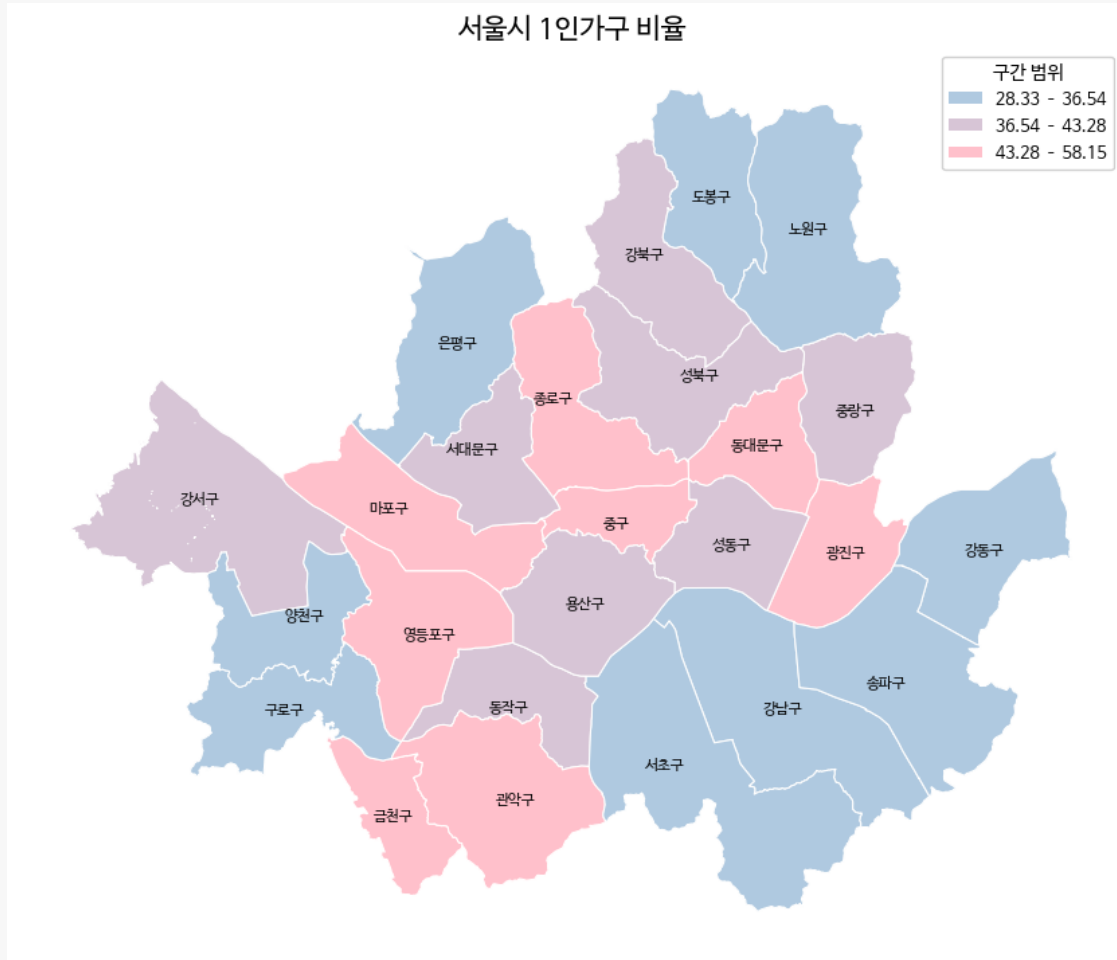 서울시 1인가구 비율
구간 범위
28.33 - 36.54
36.54 - 43.28
43.28 - 58.15
도봉구
노원구
강북구
은평구
성북구
종로구
중랑구
동대문구
서대문구
강서구
마포구
중구
성동구
강동구
광진구
용산구
양천구
영등포구
송파구
동작구
강남구
구로구
서초구
관악구
금천구